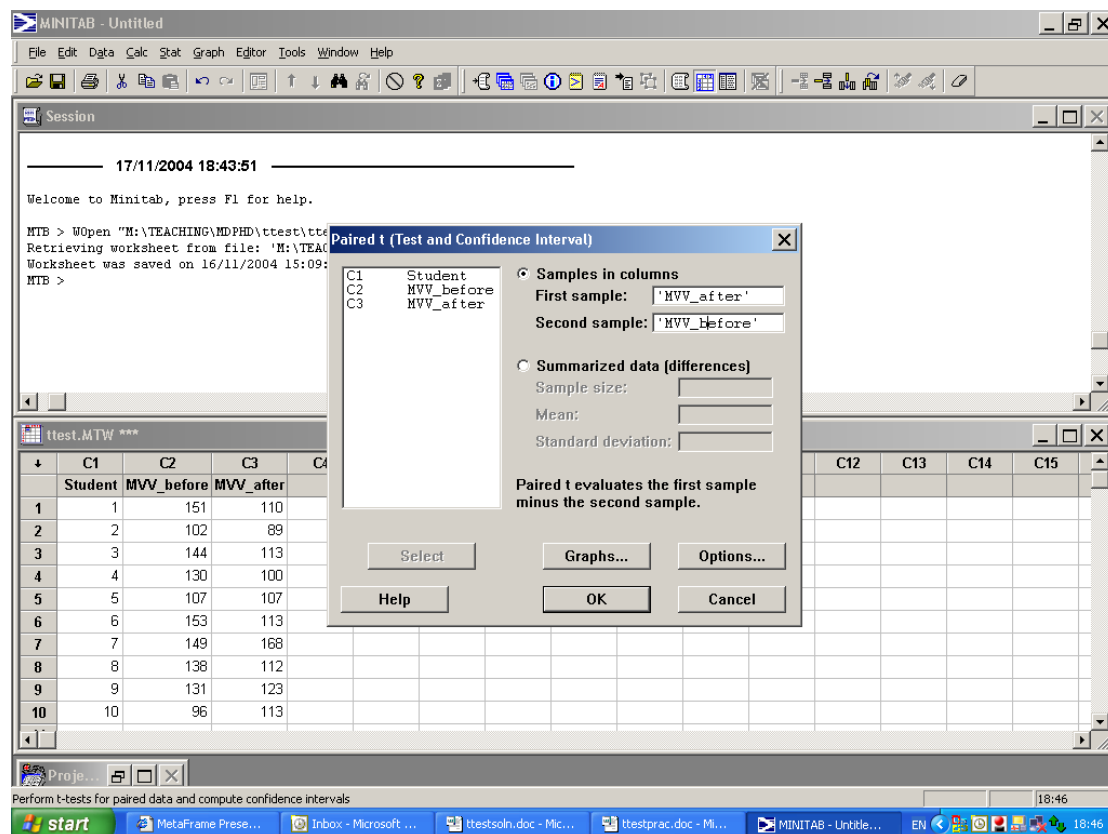 MINITAB - Untitled
File Edit Data Calc Stat Graph Editor Tools Window Help
Session
17/11/2004 18:43:51
Welcome to Minitab, press F1 for help.
MTB > WOpen "M:\TEACHING\MDPHD\ttest\tte
Retrieving worksheet from file: 'M:\TEAC
Worksheet was saved on 16/11/2004 15:09:
MTB >
Paired t (Test and Confidence Interval)
C1 Student
C2 MVV_before
C3 MVV_after
Samples in columns
First sample: 'MVV_after'
Second sample: 'MVV_before'
Summarized data (differences)
Sample size:
Mean:
Standard deviation:
Paired t evaluates the first sample
minus the second sample.
Select Graphs... Options...
Help OK Cancel
ttest.MTW ***
C1 C2 C3 C4 C12 C13 C14 C15
Student MVV_before MVV_after
1 1 151 110
2 2 102 89
3 3 144 113
4 4 130 100
5 5 107 107
6 6 153 113
7 7 149 168
8 8 138 112
9 9 131 123
10 10 96 113
Proje...
Perform t-tests for paired data and compute confidence intervals 18:46
start MetaFrame Prese... Inbox - Microsoft ... ttestsoln.doc - Mic... ttestprac.doc - Mi... MINITAB - Untitle... EN 18:46